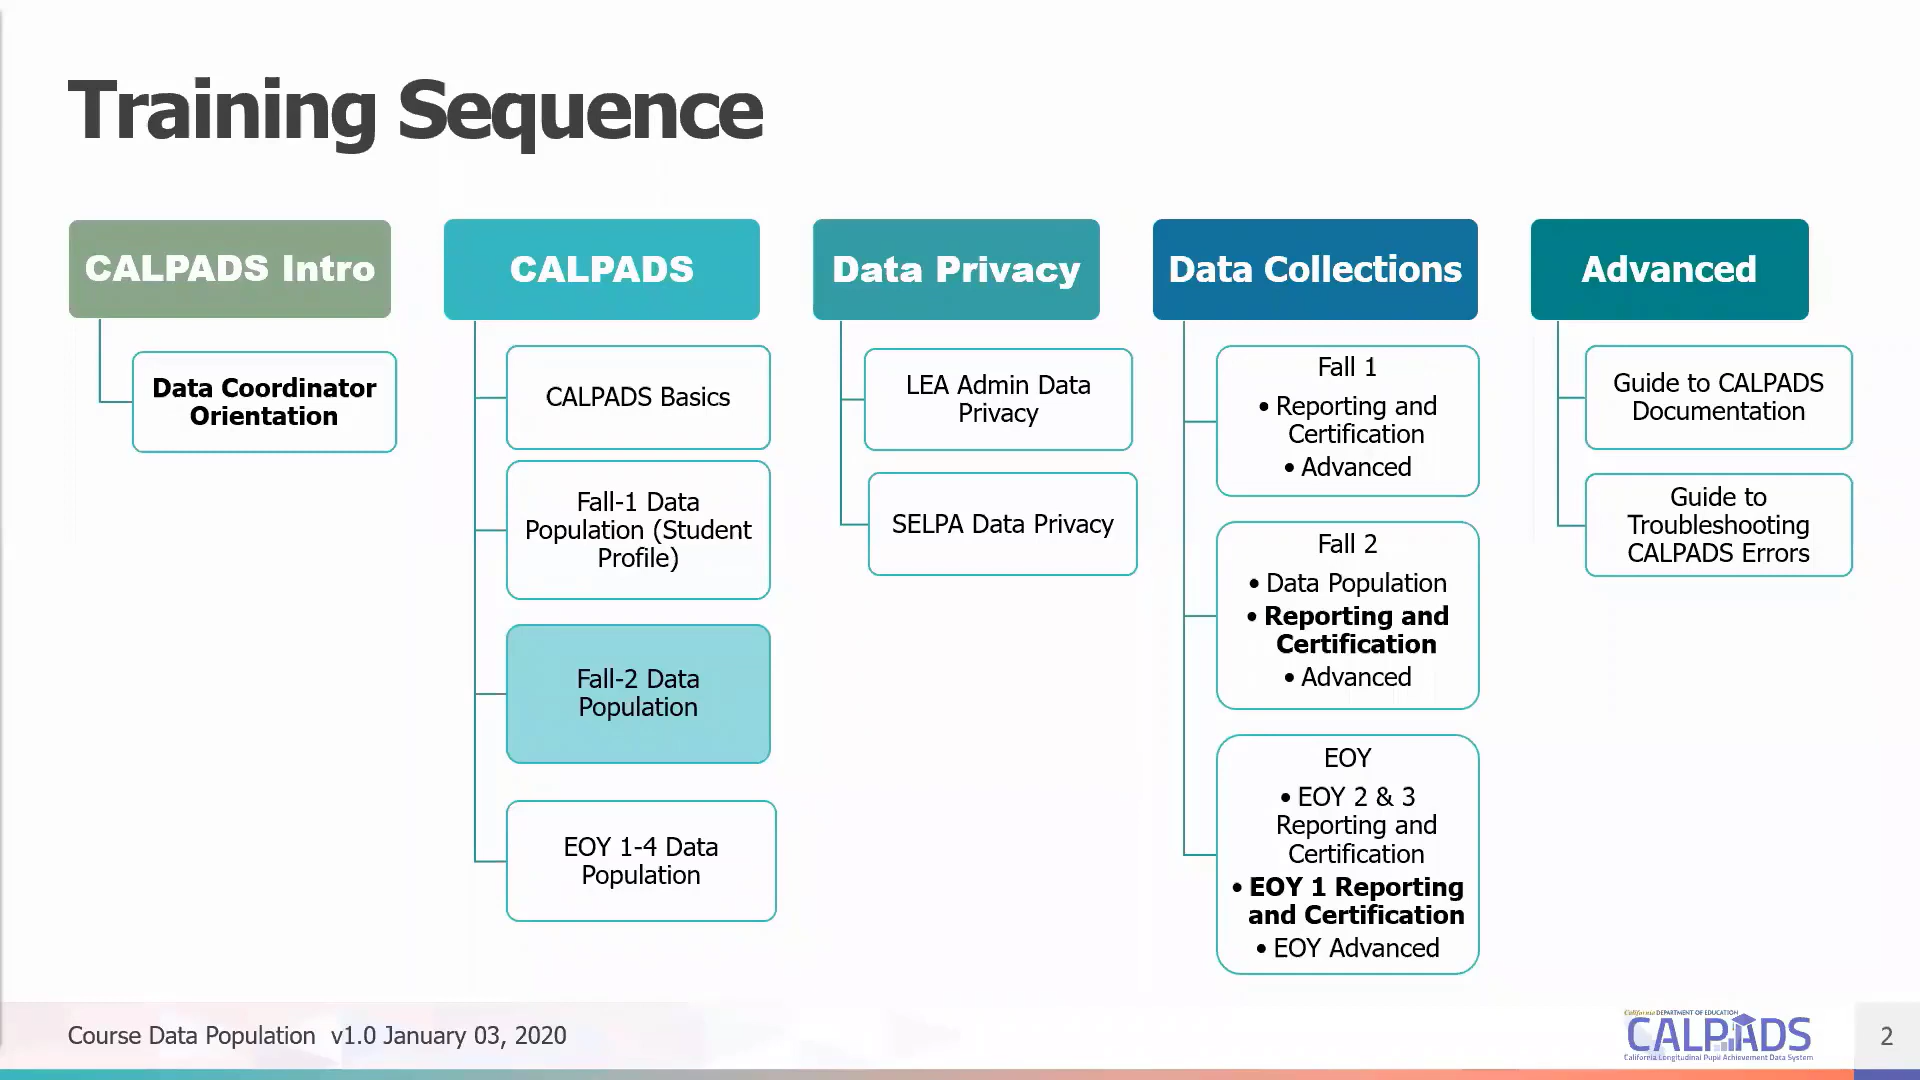 Training Sequence
CALPADS Intro
Data Coordinator
Orientation
CALPADS
CALPADS Basics
Fall-1 Data
Population (Student
Profile)
Fall-2 Data
Population
EOY 1-4 Data
Population
Data Privacy
LEA Admin Data
Privacy
SELPA Data Privacy
Data Collections
Fall 1
• Reporting and
Certification
• Advanced
Fall 2
• Data Population
• Reporting and
Certification
• Advanced
EOY
• EOY 2 & 3
Reporting and
Certification
• EOY 1 Reporting
and Certification
• EOY Advanced
Advanced
Guide to CALPADS
Documentation
Guide to
Troubleshooting
CALPADS Errors
Course Data Population v1.0 January 03, 2020
California DEPARTMENT OF EDUCATION
CALPADS
California Longitudinal Pupil Achievement Data System
2